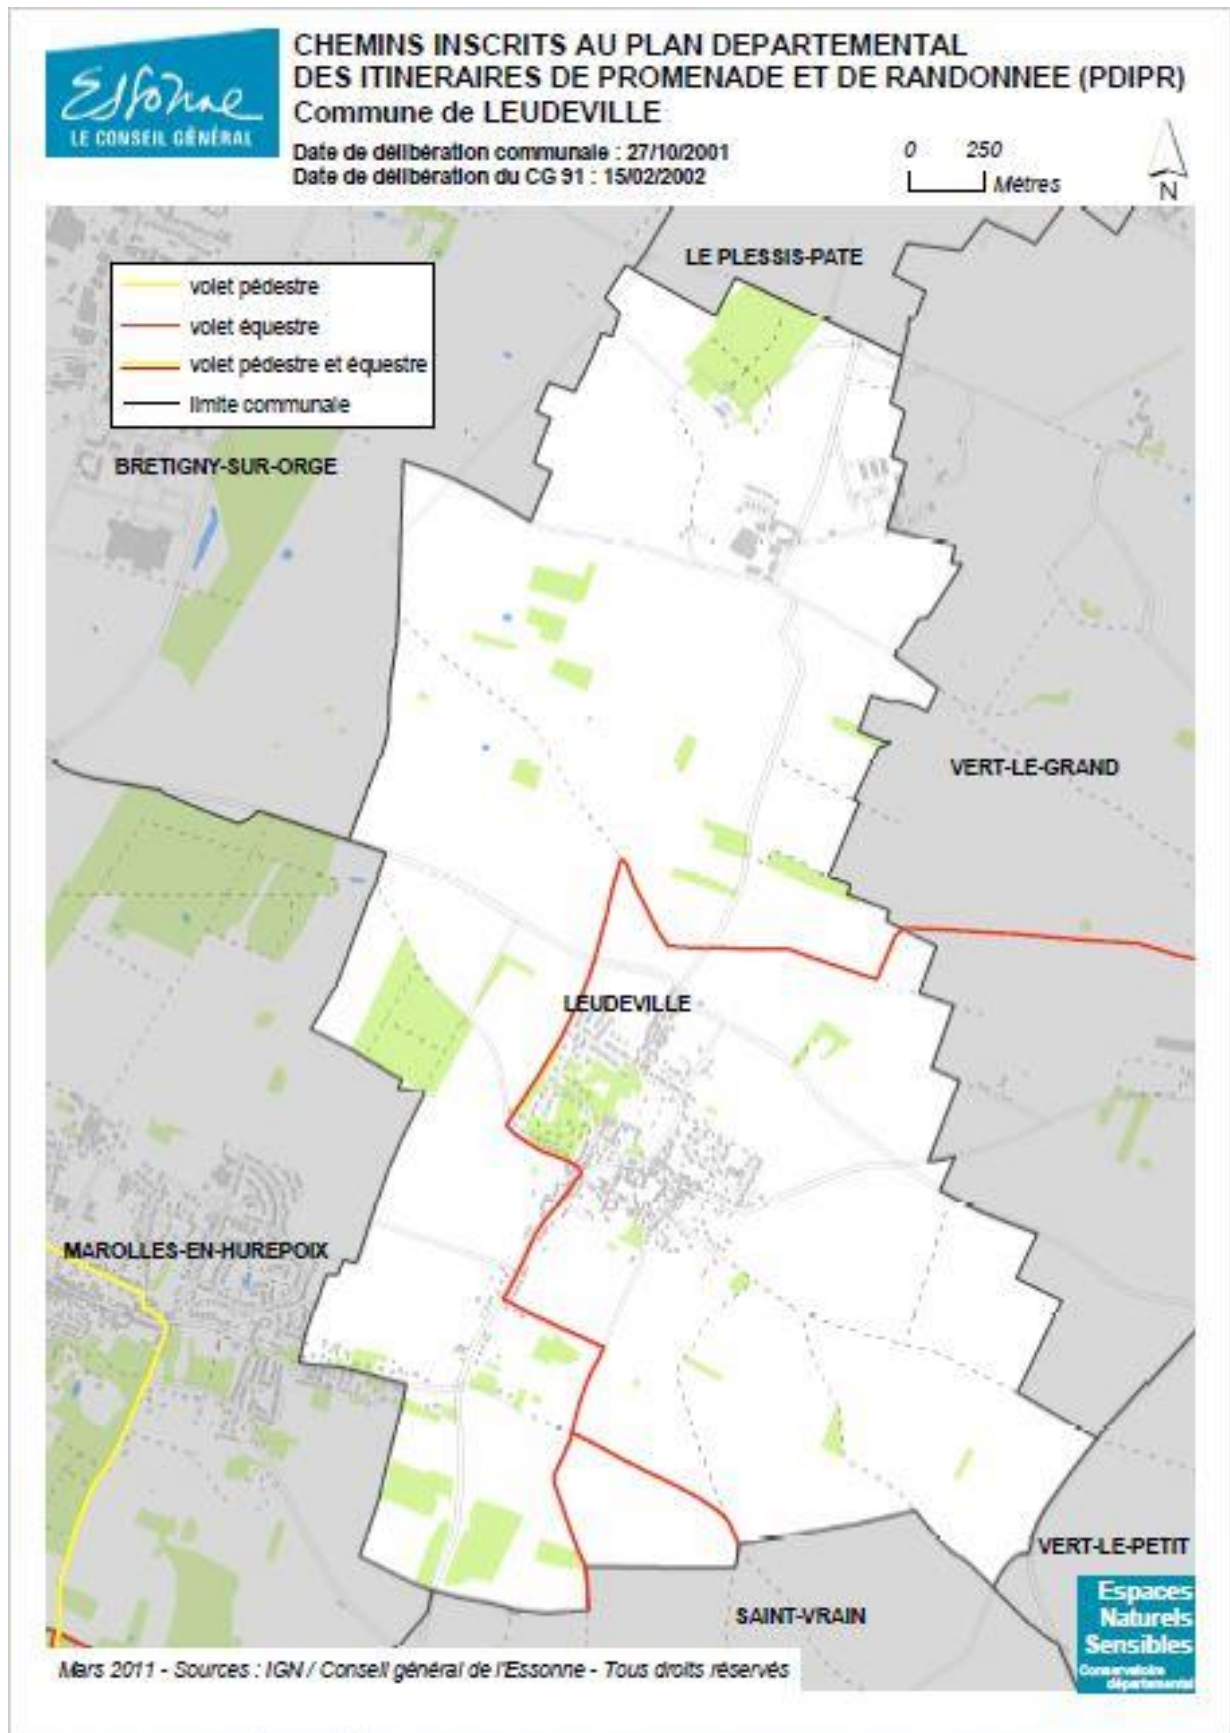 Essonne
LE CONSEIL GÉNÉRAL
CHEMINS INSCRITS AU PLAN DEPARTEMENTAL
DES ITINERAIRES DE PROMENADE ET DE RANDONNEE (PDIPR)
Commune de LEUDEVILLE
Date de délibération communale : 27/10/2001
Date de délibération du CG 91 : 15/02/2002
0 250
Mètres
N
LE PLESSIS-PATE
volet pédestre
volet équestre
volet pédestre et équestre
limite communale
BRETIGNY-SUR-ORGE
VERT-LE-GRAND
LEUDEVILLE
MAROLLES-EN-HUREPOIX
VERT-LE-PETIT
SAINT-VRAIN
Espaces
Naturels
Sensibles
Conservatoire
départemental
Mars 2011 - Sources : IGN / Conseil général de l'Essonne - Tous droits réservés